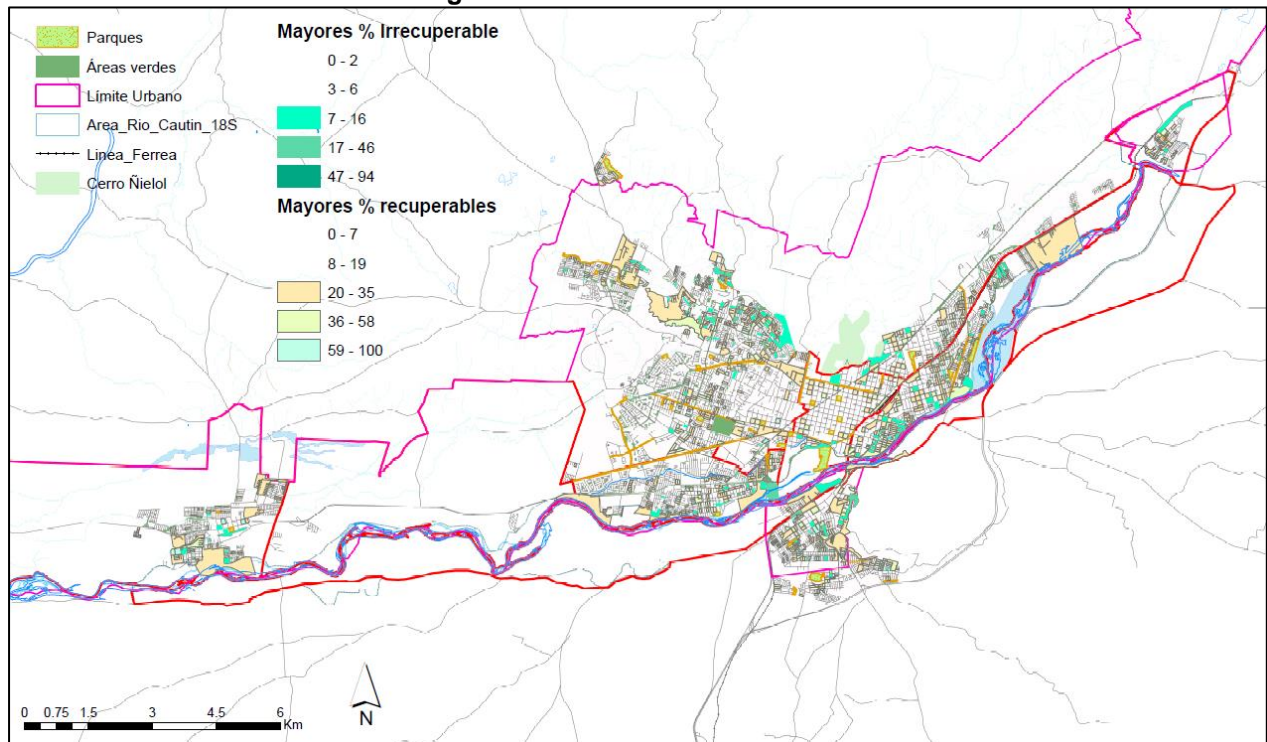 Parques
Áreas verdes
Límite Urbano
Area_Rio_Cautin_18S
Linea_Ferrea
Cerro Ñielol
Mayores % Irrecuperable
0 - 2
3 - 6
7 - 16
17 - 46
47 - 94
Mayores % recuperables
0 - 7
8 - 19
20 - 35
36 - 58
59 - 100
0 0.75 1.5 3 4.5 6
Km
N